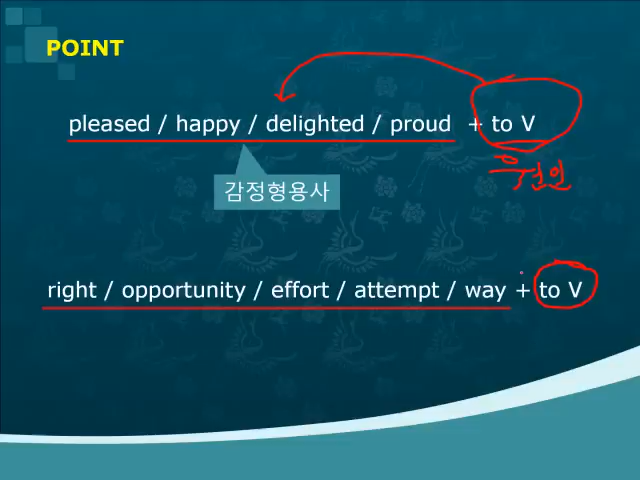 POINT
pleased / happy / delighted / proud + to V
원인
감정형용사
right / opportunity / effort / attempt / way + to V